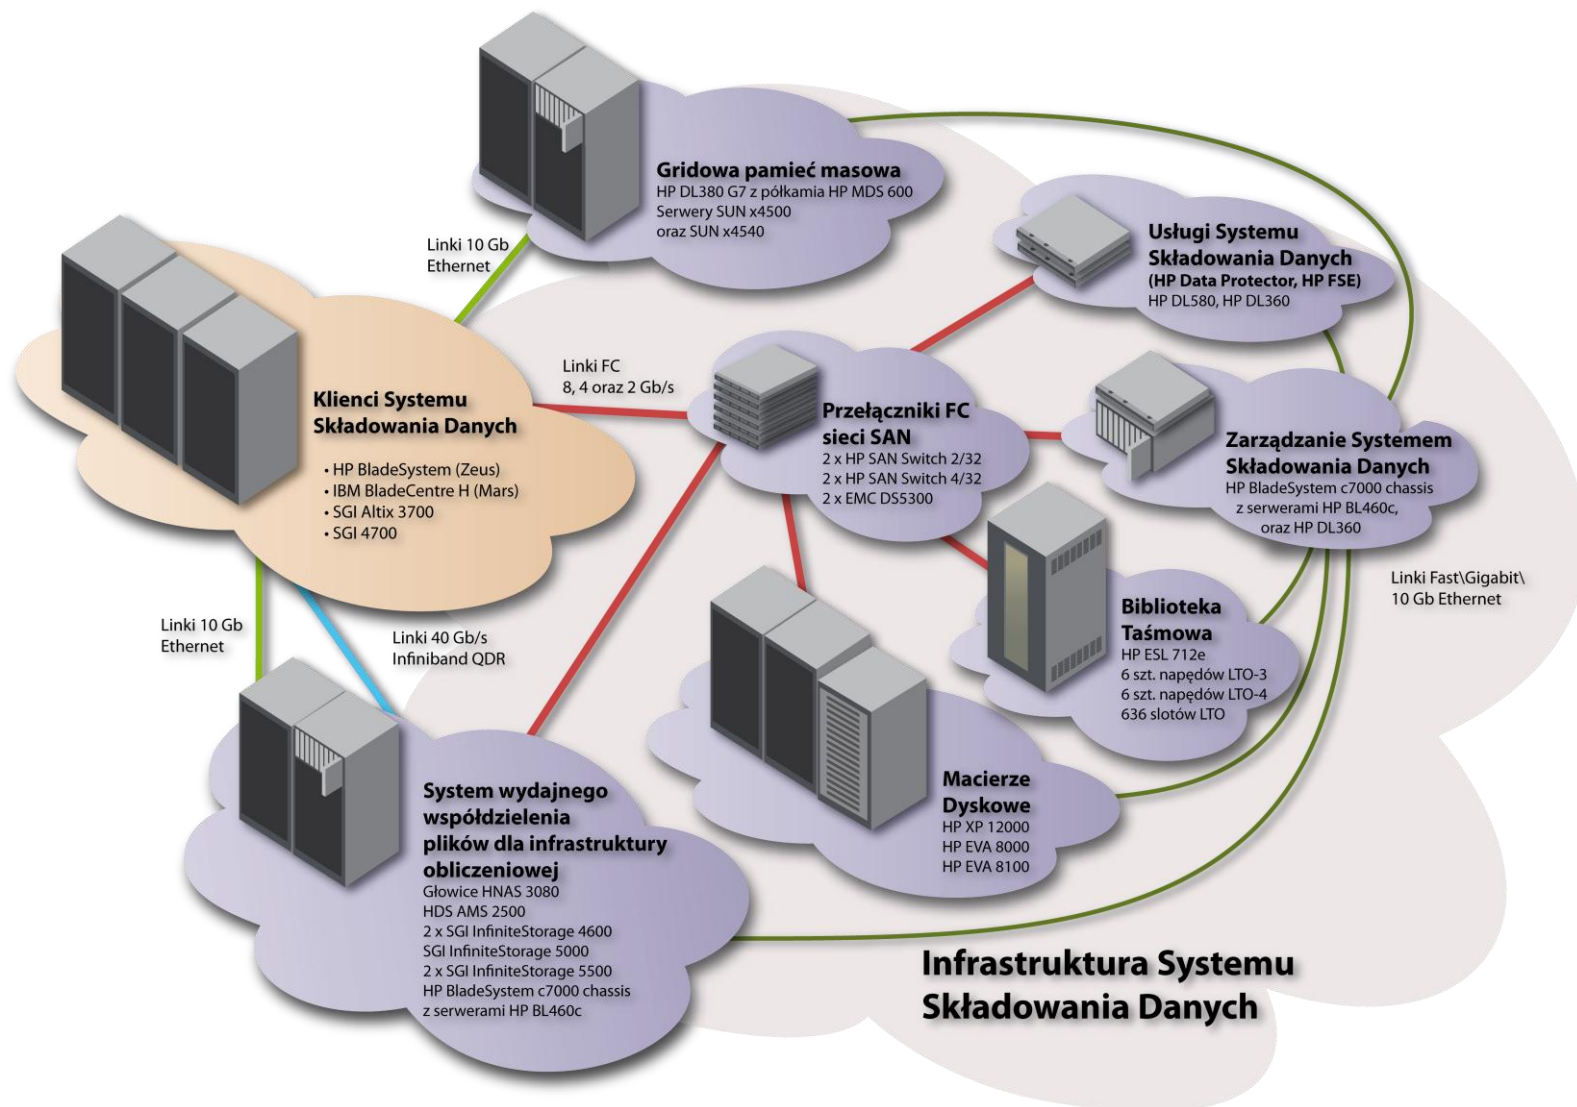 Gridowa pamieć masowa
HP DL380 G7 z półkamia HP MDS 600
Serwery SUN x4500
oraz SUN x4540
Linki 10 Gb
Ethernet
Usługi Systemu
Składowania Danych
(HP Data Protector, HP FSE)
HP DL580, HP DL360
Linki FC
8, 4 oraz 2 Gb/s
Klienci Systemu
Składowania Danych
• HP BladeSystem (Zeus)
• IBM BladeCentre H (Mars)
• SGI Altix 3700
• SGI 4700
Przełączniki FC
sieci SAN
2 x HP SAN Switch 2/32
2 x HP SAN Switch 4/32
2 x EMC DS5300
Zarządzanie Systemem
Składowania Danych
HP BladeSystem c7000 chassis
z serwerami HP BL460c,
oraz HP DL360
Linki Fast\Gigabit\
10 Gb Ethernet
Linki 10 Gb
Ethernet
Linki 40 Gb/s
Infiniband QDR
Biblioteka
Taśmowa
HP ESL 712e
6 szt. napędów LTO-3
6 szt. napędów LTO-4
636 slotów LTO
Macierze
Dyskowe
HP XP 12000
HP EVA 8000
HP EVA 8100
System wydajnego
współdzielenia
plików dla infrastruktury
obliczeniowej
Głowice HNAS 3080
HDS AMS 2500
2 x SGI InfiniteStorage 4600
SGI InfiniteStorage 5000
2 x SGI InfiniteStorage 5500
HP BladeSystem c7000 chassis
z serwerami HP BL460c
Infrastruktura Systemu
Składowania Danych